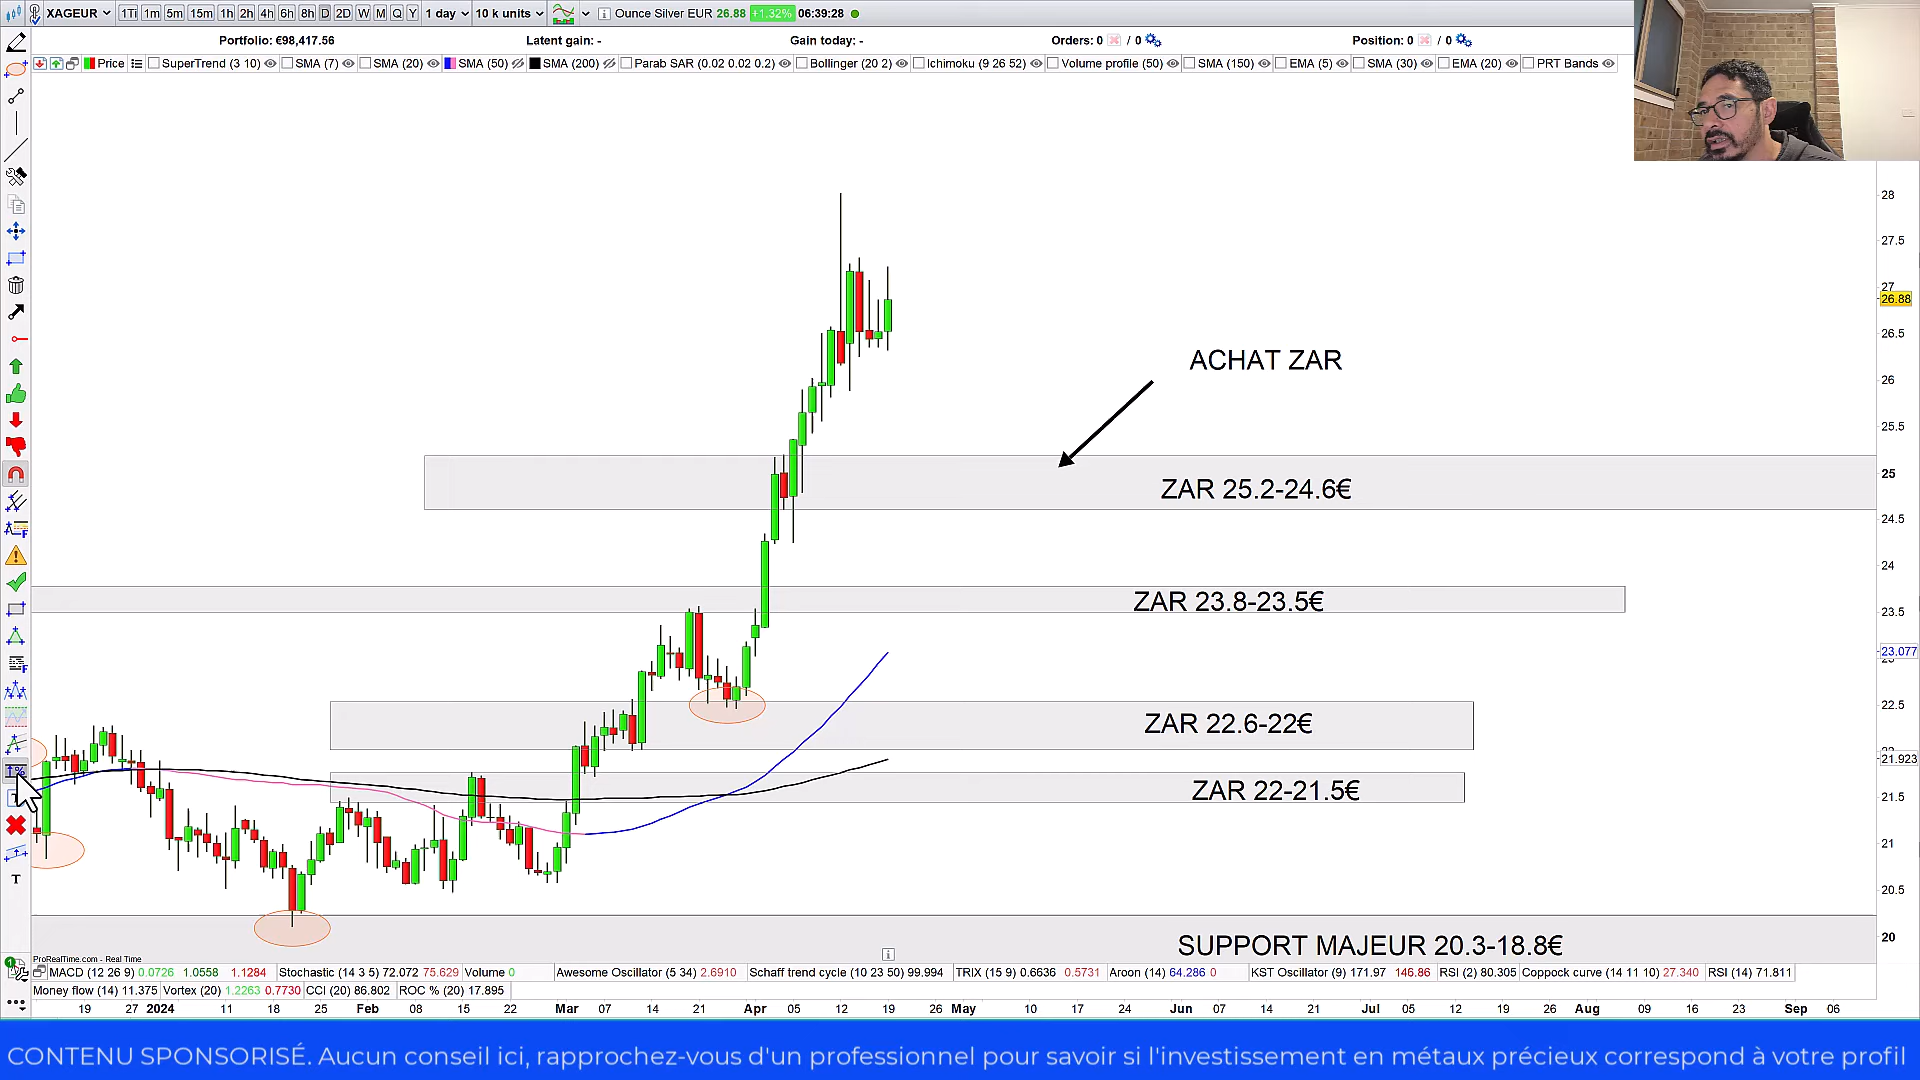 XAGEUR 1Ti 1m 5m 15m 1h 2h 4h 6h 8h D 2D W M Q Y 1 day 10 k units Ounce Silver EUR 26.88 +1.32% 06:39:28
Portfolio: €98,417.56 Latent gain: - Gain today: - Orders: 0 / 0 Position: 0 / 0
Price SuperTrend (3 10) SMA (7) SMA (20) SMA (50) SMA (200) Parab SAR (0.02 0.02 0.2) Bollinger (20 2) Ichimoku (9 26 52) Volume profile (50) SMA (150) EMA (5) SMA (30) EMA (20) PRT Bands
28
27.5
27
26.88
26.5
ACHAT ZAR
26
25.5
25
ZAR 25.2-24.6€
24.5
24
ZAR 23.8-23.5€
23.5
23.077
22.5
ZAR 22.6-22€
21.923
ZAR 22-21.5€
21.5
21
20.5
20
SUPPORT MAJEUR 20.3-18.8€
ProRealTime.com - Real Time
MACD (12 26 9) 0.0726 1.0558 1.1284 Stochastic (14 3 5) 72.072 75.629 Volume 0 Awesome Oscillator (5 34) 2.6910 Schaff trend cycle (10 23 50) 99.994 TRIX (15 9) 0.6636 0.5731 Aroon (14) 64.286 0 KST Oscillator (9) 171.97 146.86 RSI (2) 80.305 Coppock curve (14 11 10) 27.340 RSI (14) 71.811
Money flow (14) 11.375 Vortex (20) 1.2263 0.7730 CCI (20) 86.802 ROC % (20) 17.895
19 27 2024 11 18 25 Feb 08 15 22 Mar 07 14 21 Apr 05 12 19 26 May 10 17 24 Jun 07 14 21 Jul 05 12 19 26 Aug 09 16 23 Sep 06
CONTENU SPONSORISÉ. Aucun conseil ici, rapprochez-vous d'un professionnel pour savoir si l'investissement en métaux précieux correspond à votre profil